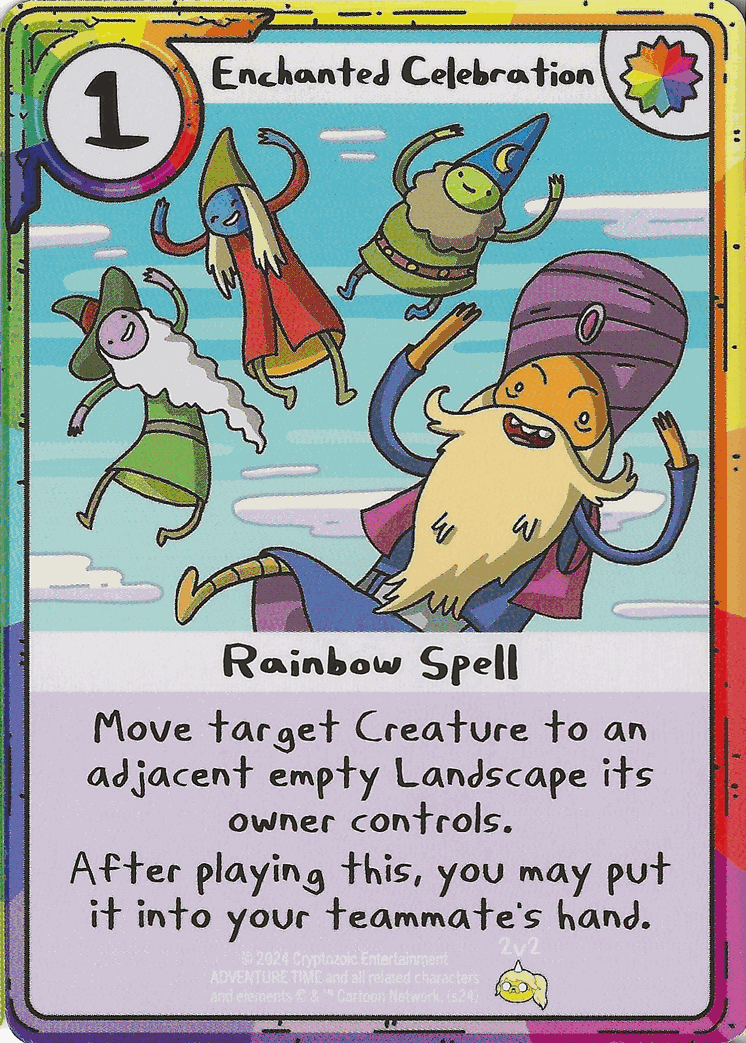 1
Enchanted Celebration
Rainbow Spell
Move target Creature to an
adjacent empty Landscape its
owner controls.
After playing this, you may put
it into your teammate's hand.
2v2
© 2024 Cryptozoic Entertainment
ADVENTURE TIME and all related characters
and elements © & ™ Cartoon Network. (s24)